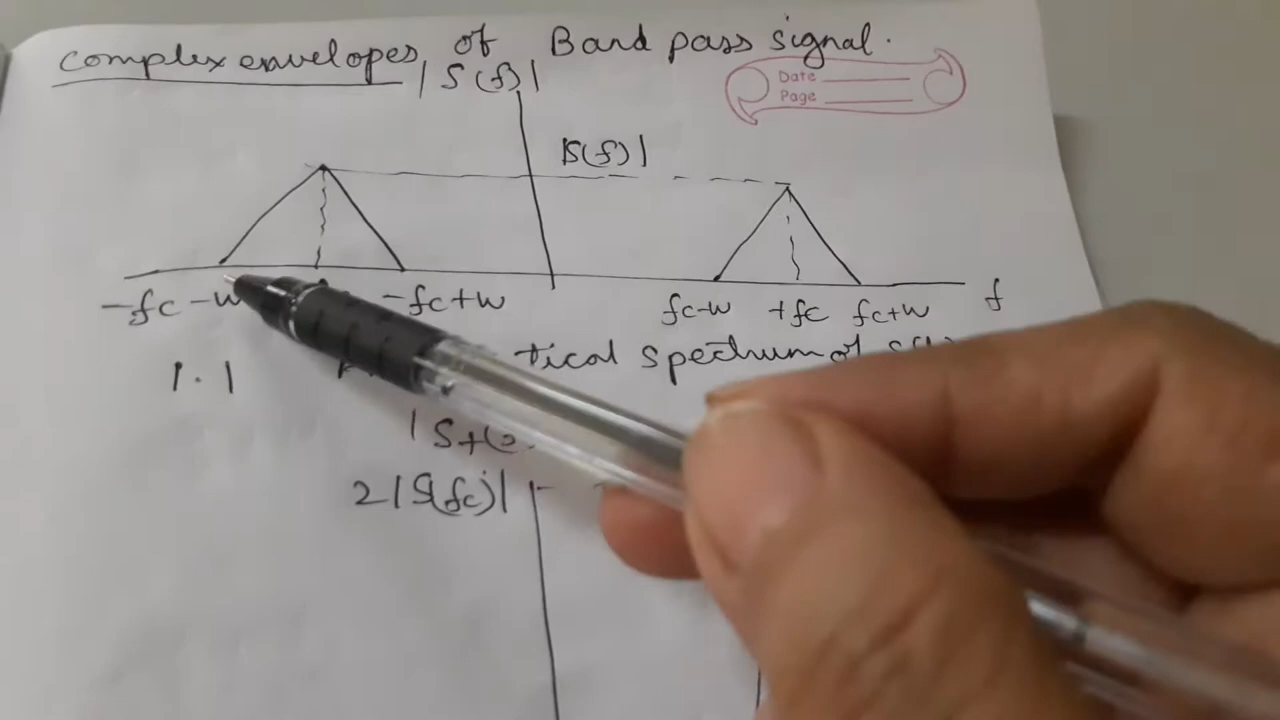 complex envelopes of Band pass signal.
|S(f)|
Date
Page
|S(f)|
-fc-w -fc+w fc-w +fc fc+w f
1.1 tical spectrum of
|S+(
2|S(fc)|